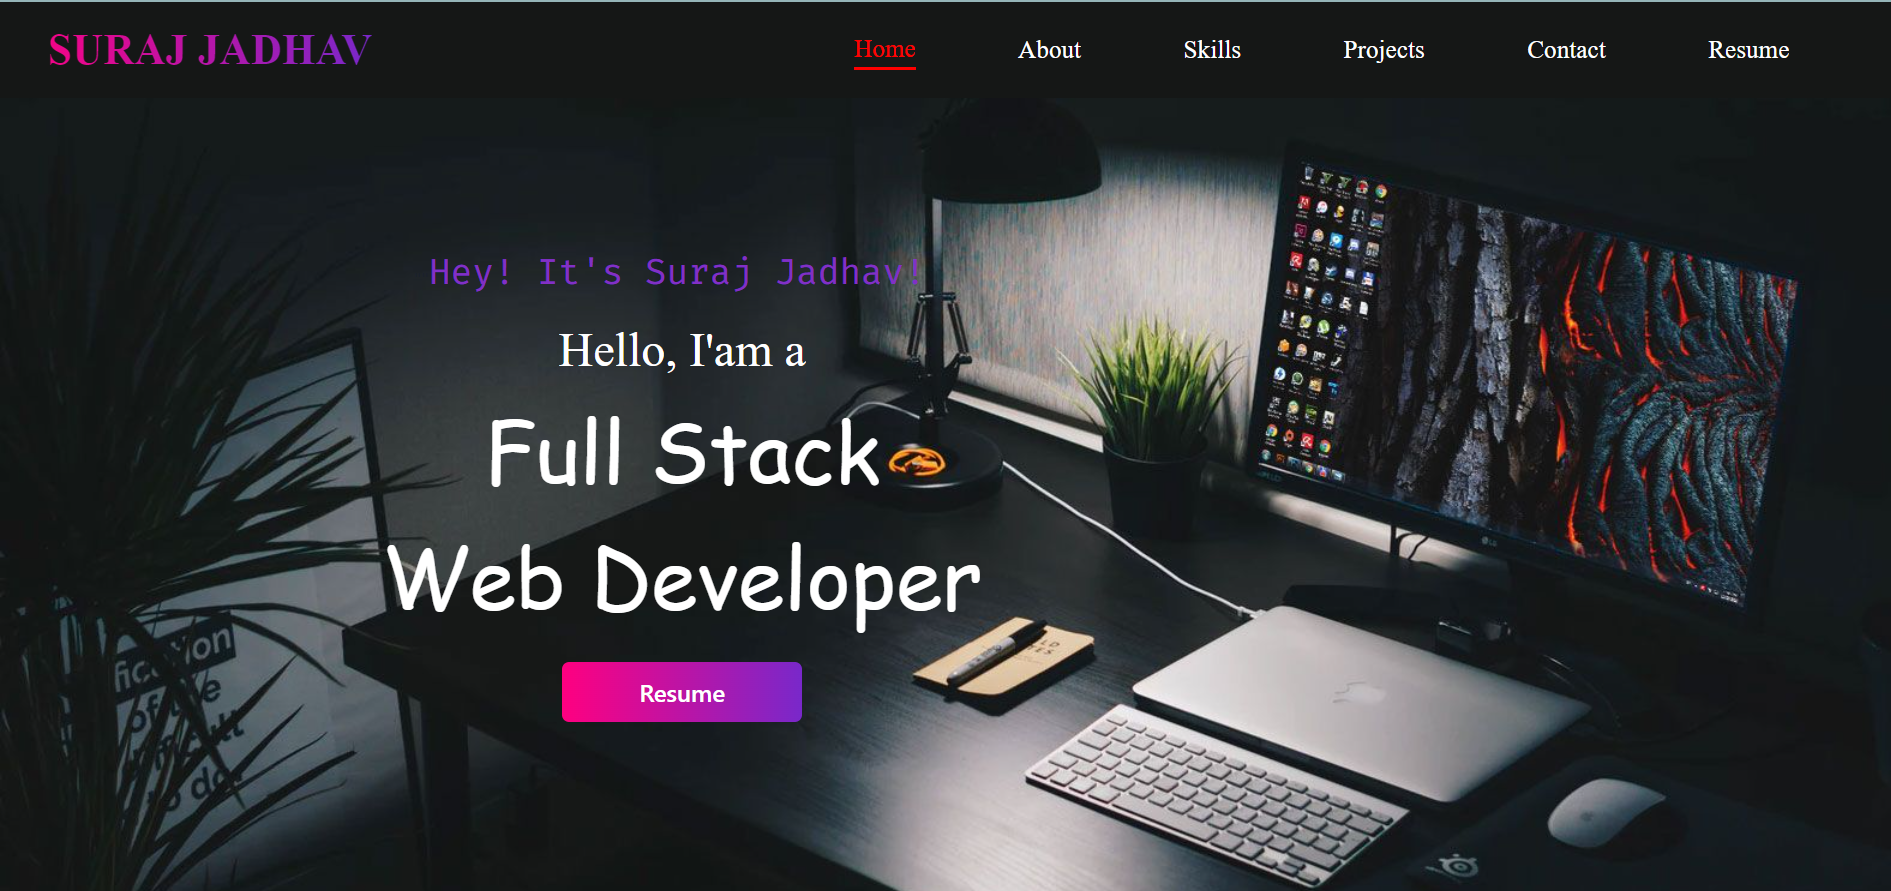 SURAJ JADHAV
Home About Skills Projects Contact Resume
Hey! It's Suraj Jadhav!
Hello, I'am a
Full Stack
Web Developer
Resume
LG